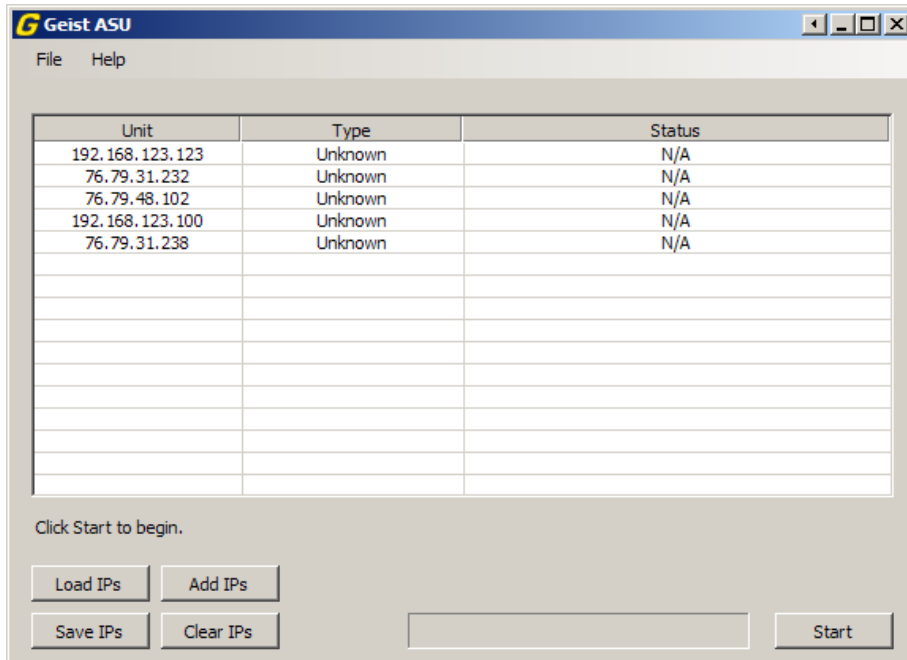 G Geist ASU
File Help
Unit Type Status
192.168.123.123 Unknown N/A
76.79.31.232 Unknown N/A
76.79.48.102 Unknown N/A
192.168.123.100 Unknown N/A
76.79.31.238 Unknown N/A
Click Start to begin.
Load IPs Add IPs
Save IPs Clear IPs Start